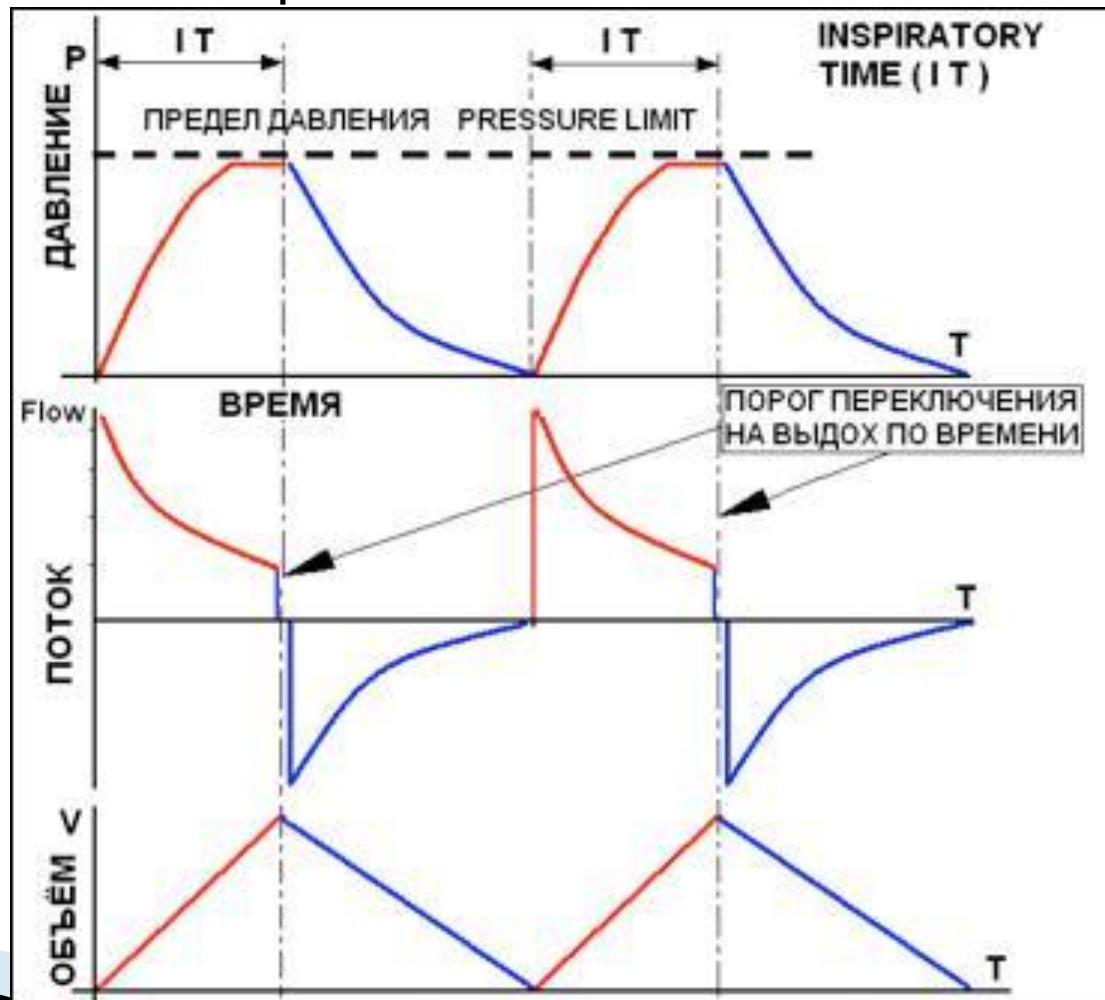 I T
I T
INSPIRATORY
TIME ( I T )
P
ДАВЛЕНИЕ
ПРЕДЕЛ ДАВЛЕНИЯ PRESSURE LIMIT
T
Flow
ВРЕМЯ
ПОРОГ ПЕРЕКЛЮЧЕНИЯ
НА ВЫДОХ ПО ВРЕМЕНИ
ПОТОК
T
ОБЪЁМ V
T